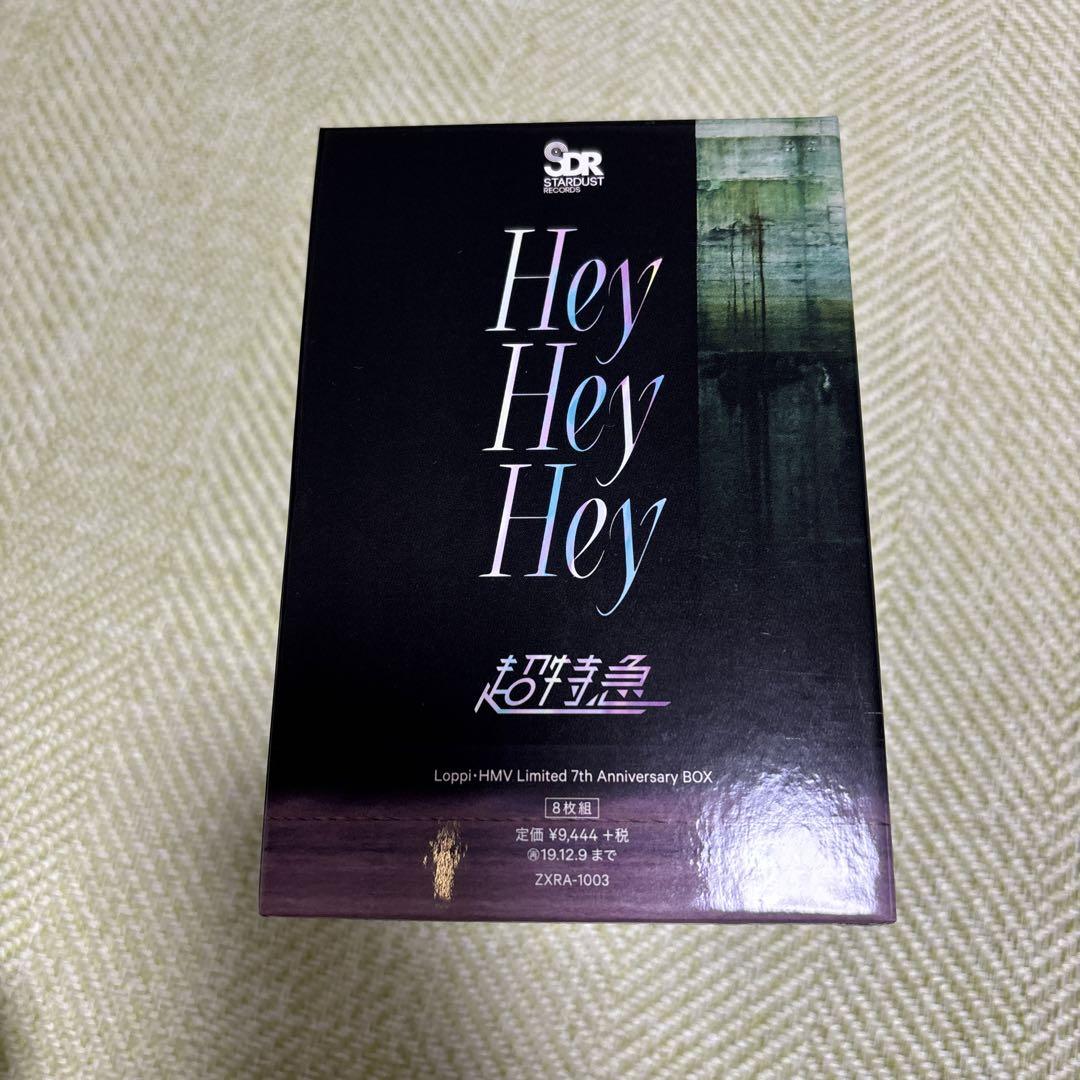 SDR
STARDUST
RECORDS
Hey
Hey
Hey
超特急
Loppi・HMV Limited 7th Anniversary BOX
8枚組
定価 ¥9,444 +税
㊢19.12.9 まで
ZXRA-1003